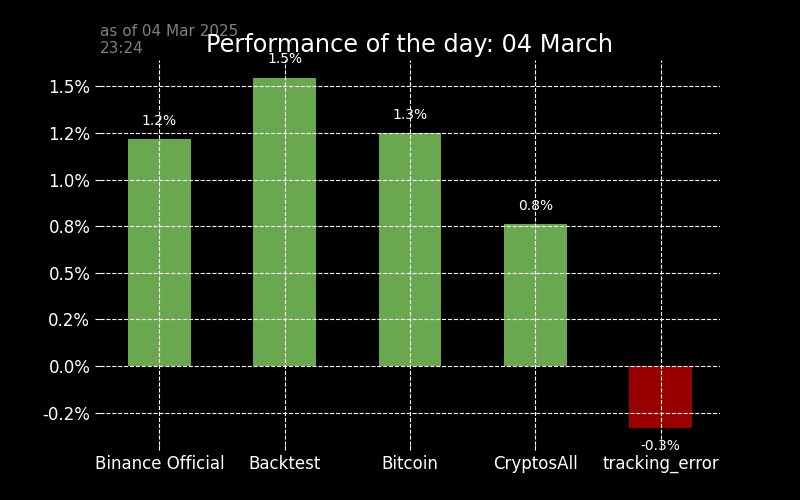 as of 04 Mar 2025
23:24
Performance of the day: 04 March
1.5%
1.2%
1.3%
0.8%
-0.3%
1.5%
1.2%
1.0%
0.8%
0.5%
0.2%
0.0%
-0.2%
Binance Official
Backtest
Bitcoin
CryptosAll
tracking_error